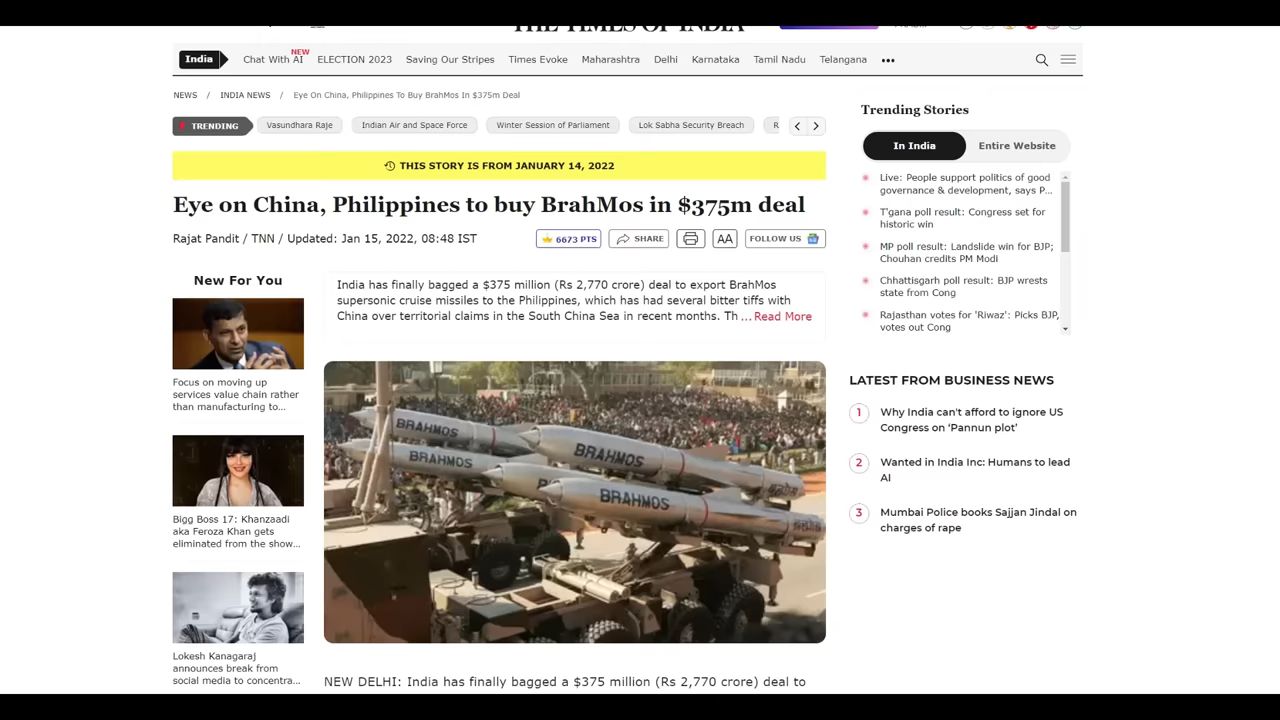 THE TIMES OF INDIA
India
Chat With AI
NEW
ELECTION 2023
Saving Our Stripes
Times Evoke
Maharashtra
Delhi
Karnataka
Tamil Nadu
Telangana
NEWS / INDIA NEWS / Eye On China, Philippines To Buy BrahMos In $375m Deal
TRENDING
Vasundhara Raje
Indian Air and Space Force
Winter Session of Parliament
Lok Sabha Security Breach
R
THIS STORY IS FROM JANUARY 14, 2022
Eye on China, Philippines to buy BrahMos in $375m deal
Rajat Pandit / TNN / Updated: Jan 15, 2022, 08:48 IST
6673 PTS
SHARE
AA
FOLLOW US
New For You
Focus on moving up
services value chain rather
than manufacturing to...
Bigg Boss 17: Khanzaadi
aka Feroza Khan gets
eliminated from the show...
Lokesh Kanagaraj
announces break from
social media to concentra...
India has finally bagged a $375 million (Rs 2,770 crore) deal to export BrahMos
supersonic cruise missiles to the Philippines, which has had several bitter tiffs with
China over territorial claims in the South China Sea in recent months. Th ... Read More
BRAHMOS
BRAHMOS
BRAHMOS
BRAHMOS
NEW DELHI: India has finally bagged a $375 million (Rs 2,770 crore) deal to
Trending Stories
In India
Entire Website
Live: People support politics of good
governance & development, says P...
T'gana poll result: Congress set for
historic win
MP poll result: Landslide win for BJP;
Chouhan credits PM Modi
Chhattisgarh poll result: BJP wrests
state from Cong
Rajasthan votes for 'Riwaz': Picks BJP,
votes out Cong
LATEST FROM BUSINESS NEWS
1
Why India can't afford to ignore US
Congress on ‘Pannun plot’
2
Wanted in India Inc: Humans to lead
AI
3
Mumbai Police books Sajjan Jindal on
charges of rape